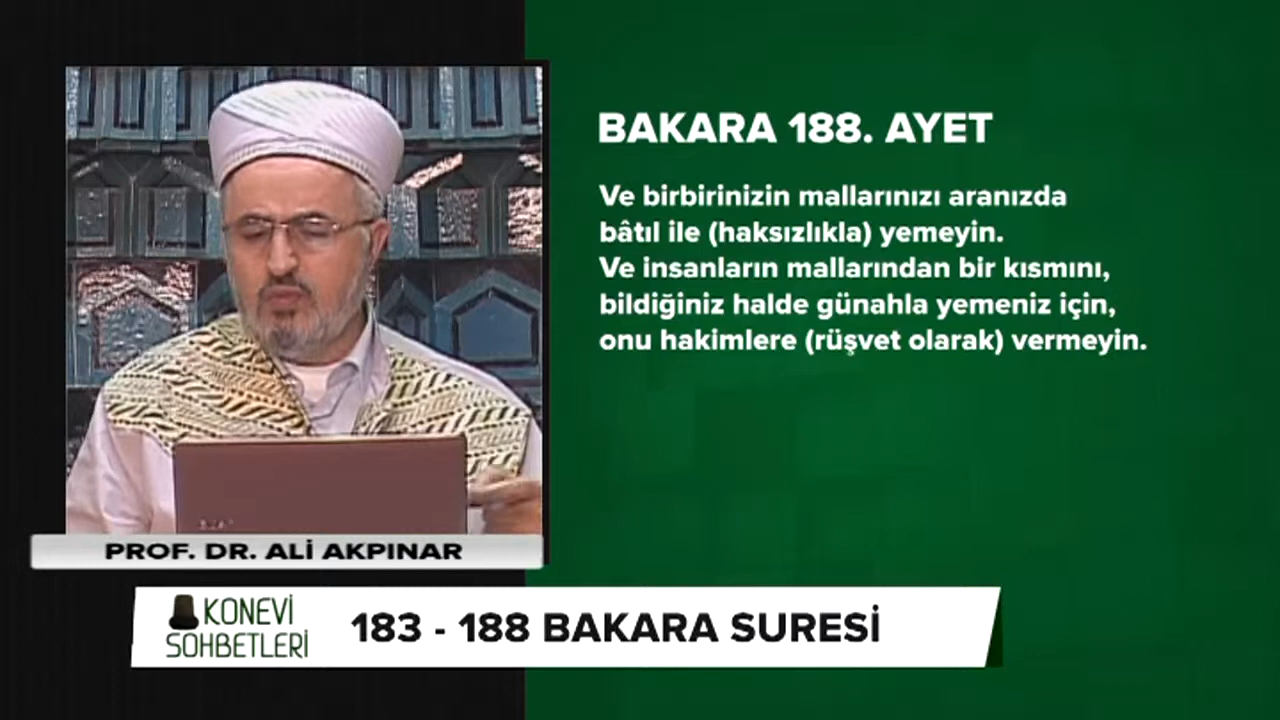 BAKARA 188. AYET
Ve birbirinizin mallarınızı aranızda
bâtıl ile (haksızlıkla) yemeyin.
Ve insanların mallarından bir kısmını,
bildiğiniz halde günahla yemeniz için,
onu hakimlere (rüşvet olarak) vermeyin.
PROF. DR. ALİ AKPINAR
KONEVİ
SOHBETLERİ
183 - 188 BAKARA SURESİ